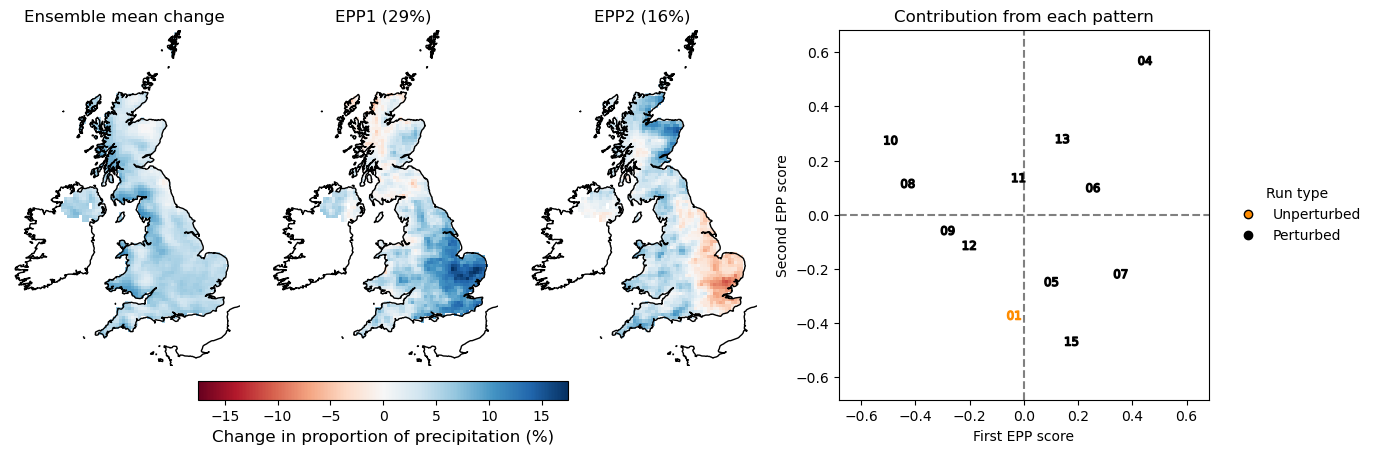 Ensemble mean change
EPP1 (29%)
EPP2 (16%)
−15 −10 −5 0 5 10 15
Change in proportion of precipitation (%)
Contribution from each pattern
Second EPP score
0.6
0.4
0.2
0.0
−0.2
−0.4
−0.6
04
10
13
08
11
06
09
12
05
07
01
15
−0.6 −0.4 −0.2 0.0 0.2 0.4 0.6
First EPP score
Run type
Unperturbed
Perturbed